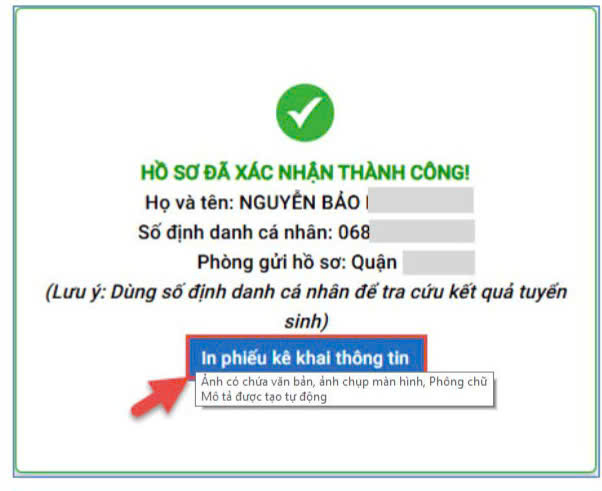 HỒ SƠ ĐÃ XÁC NHẬN THÀNH CÔNG!
Họ và tên: NGUYỄN BẢO
Số định danh cá nhân: 068
Phòng gửi hồ sơ: Quận
(Lưu ý: Dùng số định danh cá nhân để tra cứu kết quả tuyển
sinh)
In phiếu kê khai thông tin
Ảnh có chứa văn bản, ảnh chụp màn hình, Phông chữ
Mô tả được tạo tự động